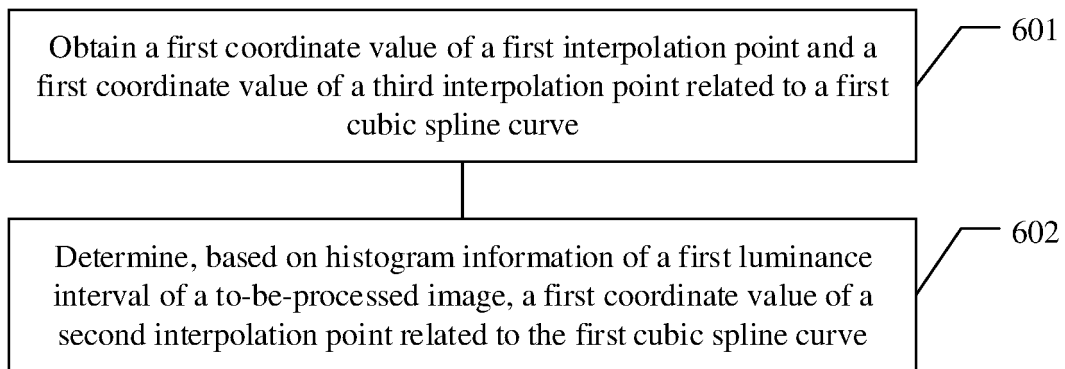 Obtain a first coordinate value of a first interpolation point and a
first coordinate value of a third interpolation point related to a first
cubic spline curve
601
Determine, based on histogram information of a first luminance
interval of a to-be-processed image, a first coordinate value of a
second interpolation point related to the first cubic spline curve
602